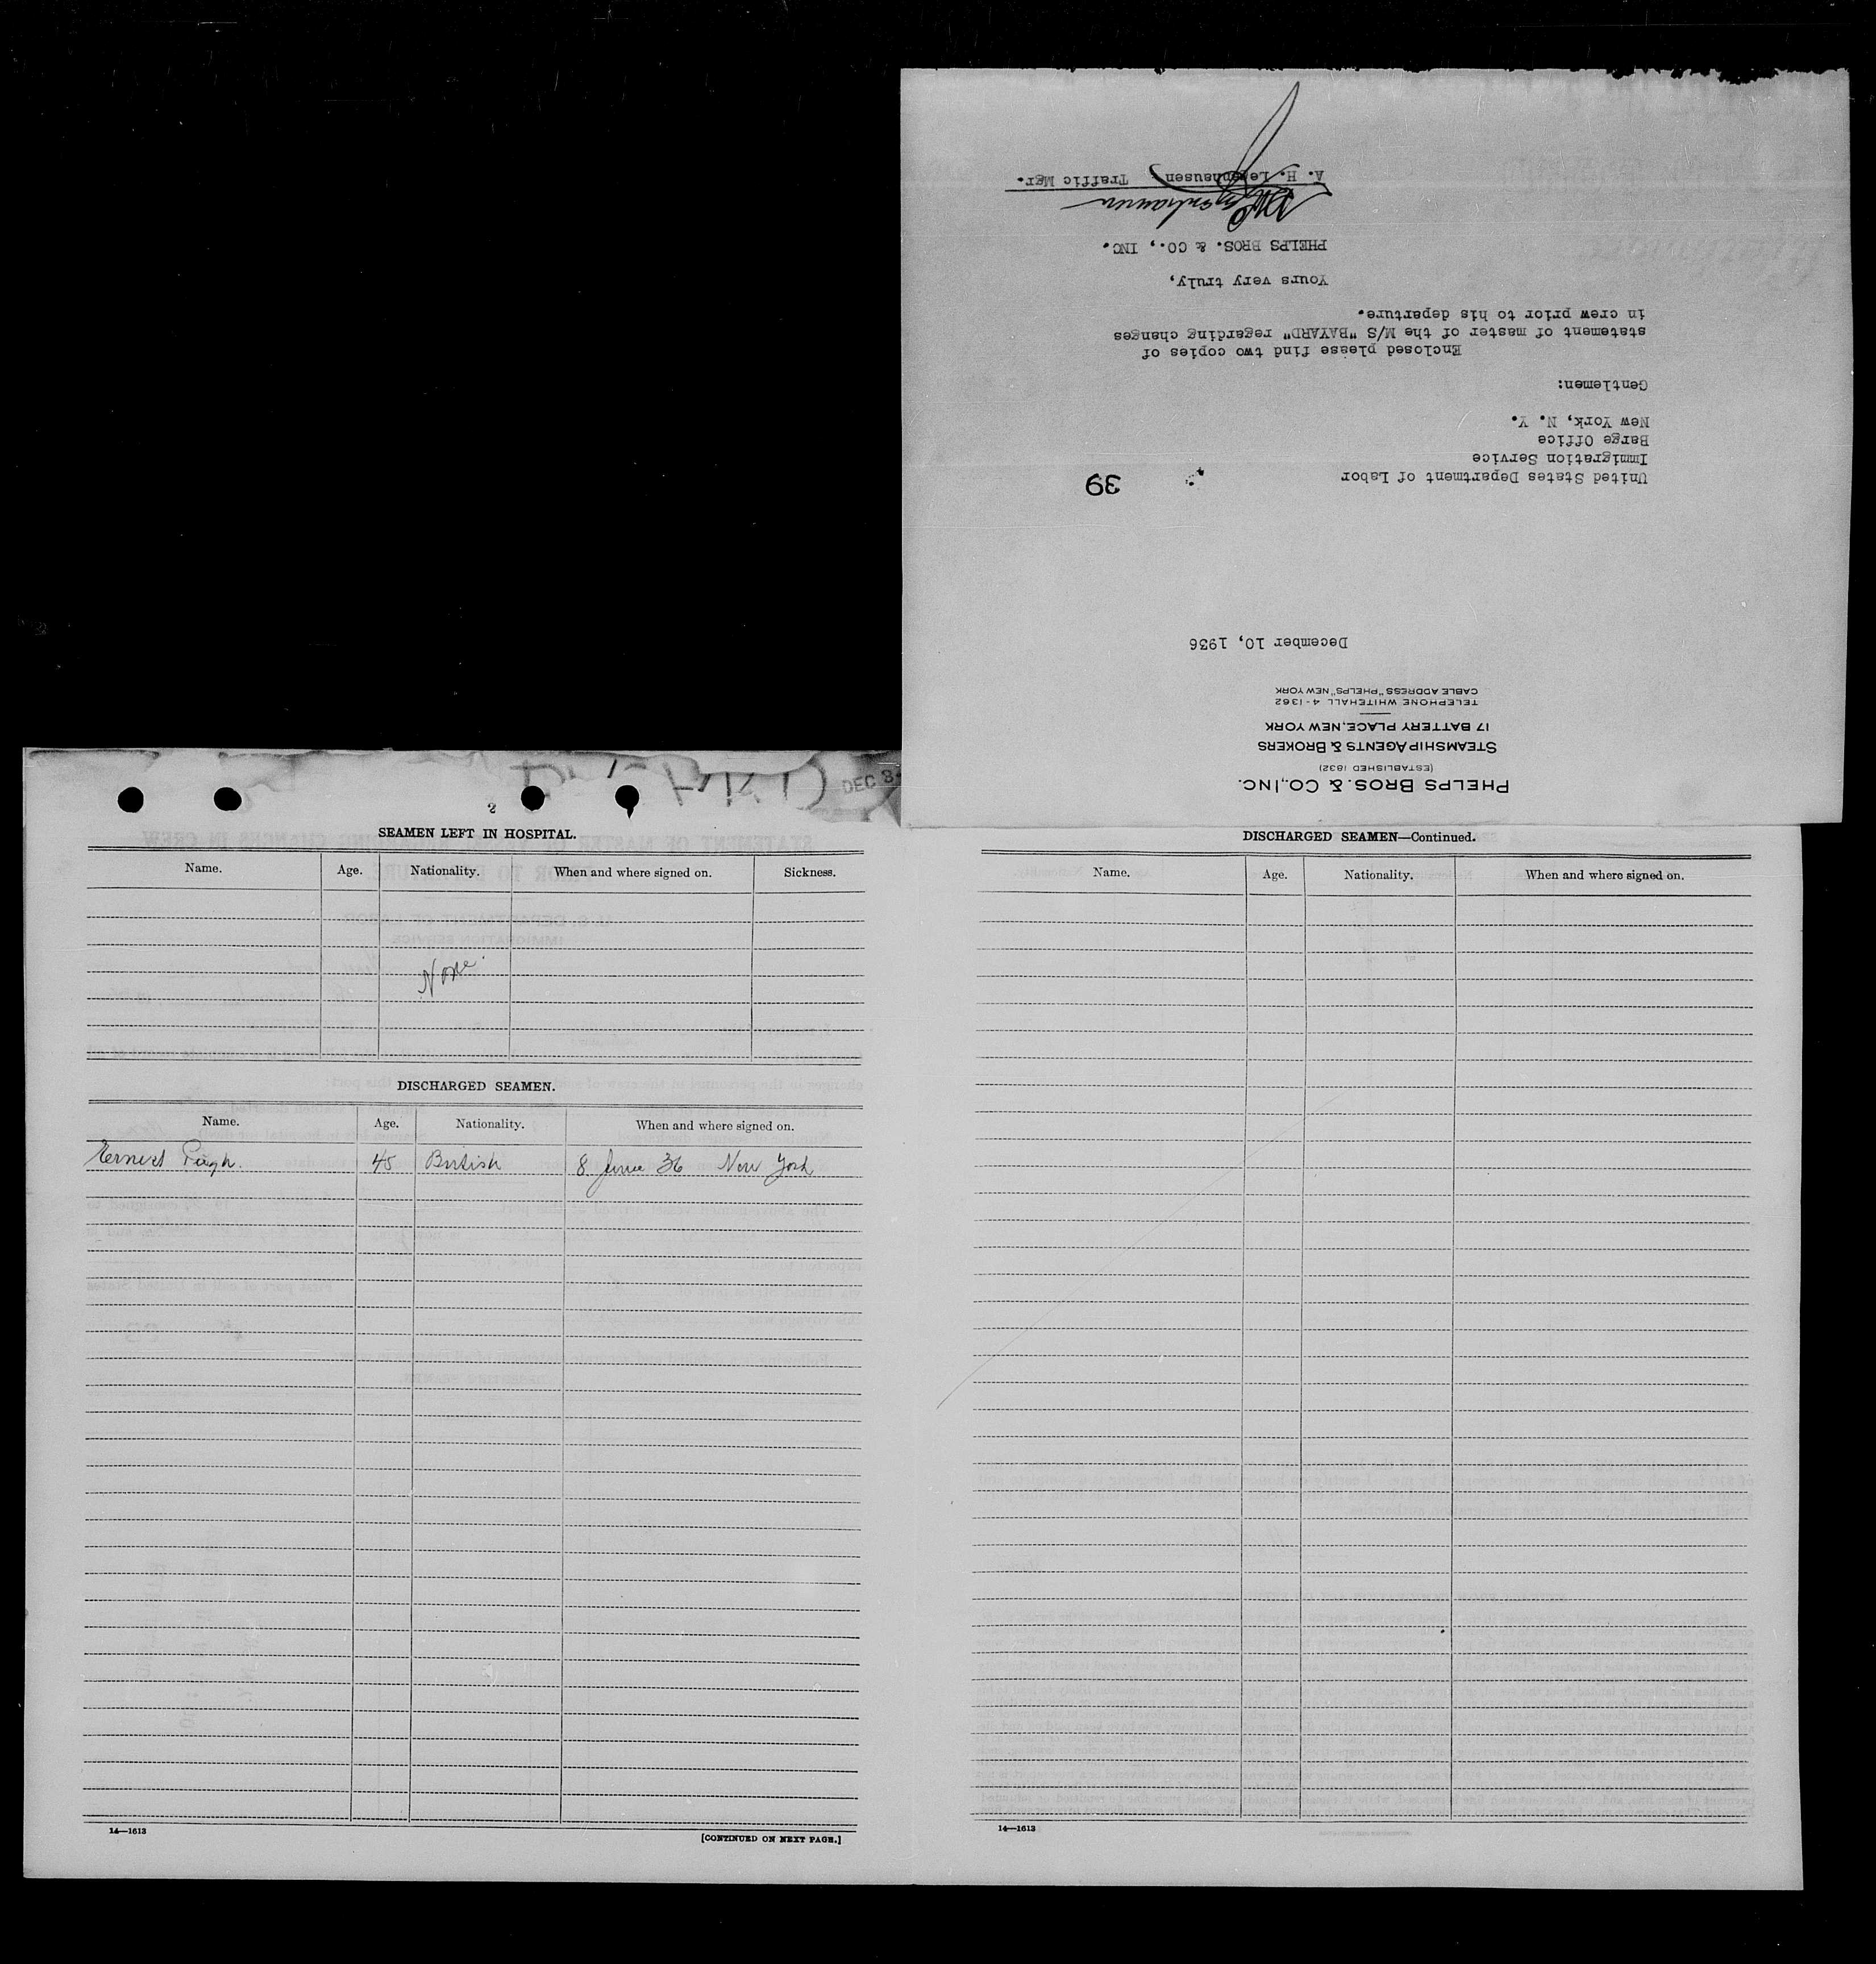 PHELPS BROS. & CO., INC.
(ESTABLISHED 1832)
STEAMSHIP AGENTS & BROKERS
17 BATTERY PLACE, NEW YORK
TELEPHONE WHITEHALL 4-1362
CABLE ADDRESS "PHELPS" NEW YORK
December 10, 1936
United States Department of Labor
Immigration Service
Barge Office
New York, N. Y.
39
Gentlemen:
Enclosed please find two copies of
statement of master of the M/S "BAYARD" regarding changes
in crew prior to his departure.
Yours very truly,
PHELPS BROS. & CO., INC.
A. H. Traffic Mgr.
DEC 3
2
SEAMEN LEFT IN HOSPITAL.
Name. Age. Nationality. When and where signed on. Sickness.
None.
DISCHARGED SEAMEN.
Name. Age. Nationality. When and where signed on.
Ernest Pugh. 45 British 8 June 36 New York
14—1613
[CONTINUED ON NEXT PAGE.]
DISCHARGED SEAMEN—Continued.
Name. Age. Nationality. When and where signed on.
14—1613